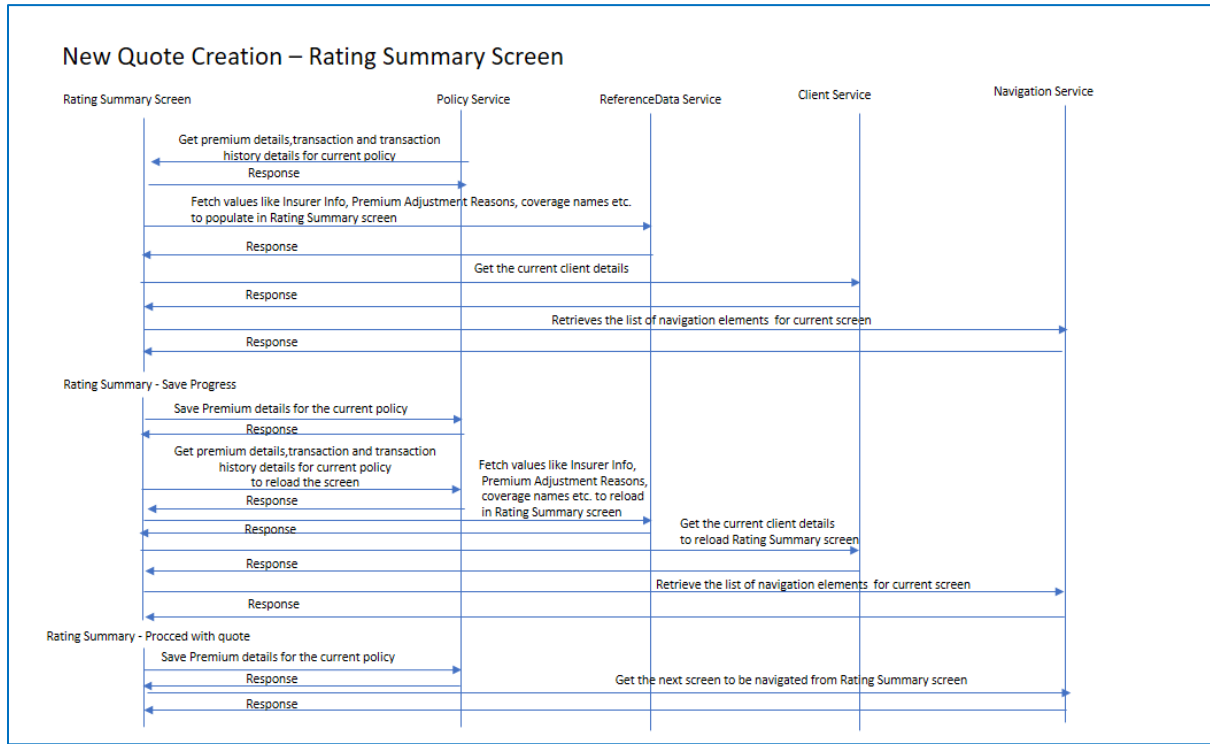 New Quote Creation – Rating Summary Screen
Rating Summary Screen
Policy Service
ReferenceData Service
Client Service
Navigation Service
Get premium details,transaction and transaction
history details for current policy
Response
Fetch values like Insurer Info, Premium Adjustment Reasons, coverage names etc.
to populate in Rating Summary screen
Response
Get the current client details
Response
Retrieves the list of navigation elements for current screen
Response
Rating Summary - Save Progress
Save Premium details for the current policy
Response
Get premium details,transaction and transaction
history details for current policy
to reload the screen
Response
Fetch values like Insurer Info,
Premium Adjustment Reasons,
coverage names etc. to reload
in Rating Summary screen
Response
Get the current client details
to reload Rating Summary screen
Response
Retrieve the list of navigation elements for current screen
Response
Rating Summary - Procced with quote
Save Premium details for the current policy
Response
Get the next screen to be navigated from Rating Summary screen
Response